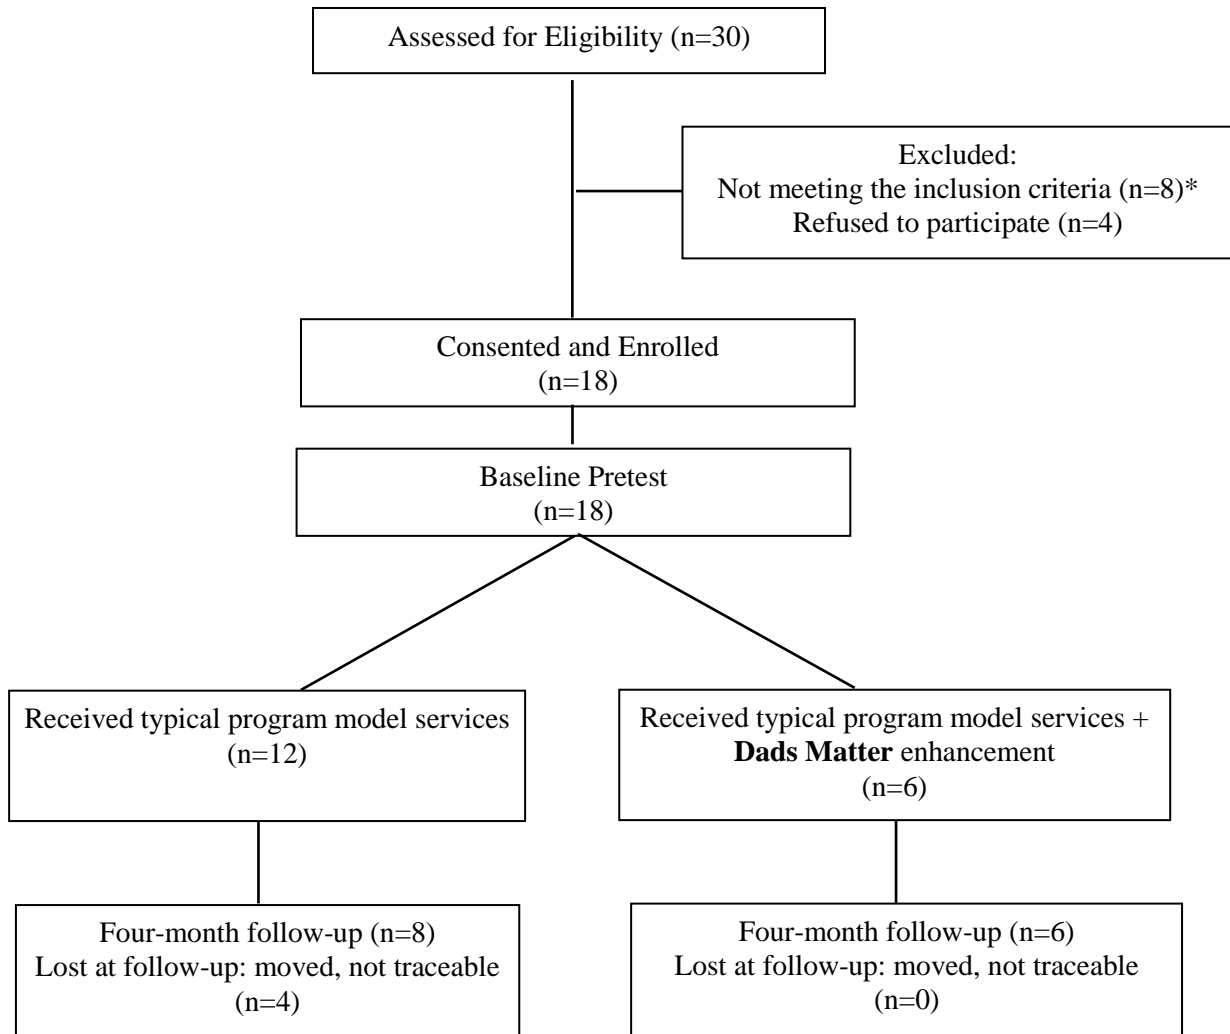 Assessed for Eligibility (n=30)
Excluded:
Not meeting the inclusion criteria (n=8)*
Refused to participate (n=4)
Consented and Enrolled
(n=18)
Baseline Pretest
(n=18)
Received typical program model services
(n=12)
Received typical program model services +
Dads Matter enhancement
(n=6)
Four-month follow-up (n=8)
Lost at follow-up: moved, not traceable
(n=4)
Four-month follow-up (n=6)
Lost at follow-up: moved, not traceable
(n=0)